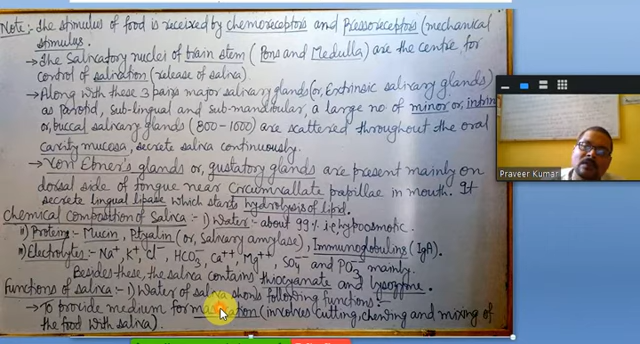 Note:- The stimulus of food is received by chemoreceptors and Pressoreceptors (mechanical
stimulus.
→ The Salivatory nuclei of brain stem (Pons and Medulla) are the centre for
control of salivation (release of saliva).
→ Along with these 3 pairs major salivary glands (or, Extrinsic salivary glands)
as Parotid, sub-lingual and sub-mandibular, a large no of minor or, intrin
or, buccal salivary glands (800-1000) are scattered throughout the oral
cavity mucosa, secrete saliva continuously.
→ Von Ebner's glands or, gustatory glands are present mainly on
dorsal side of tongue near circumvallate papillae in mouth. It
secrete lingual lipase which starts hydrolysis of lipid.
Chemical composition of saliva:- i) Water:- about 99% i.e, hypoosmotic.
ii) Proteins:- Mucin, Ptyalin (or, salivary amylase), Immunoglobulins (IgA).
iii) Electrolytes:- Na⁺, K⁺, Cl⁻, HCO₃⁻, Ca⁺⁺, Mg⁺⁺, SO₄⁻⁻ and PO₃⁻ mainly.
Besides these, the saliva contains thiocyanate and lysozyme.
Functions of saliva:- i) Water of saliva shows following functions:-
→ To provide medium for (involves cutting, chewing and mixing of
the food with saliva).
Praveer Kumar